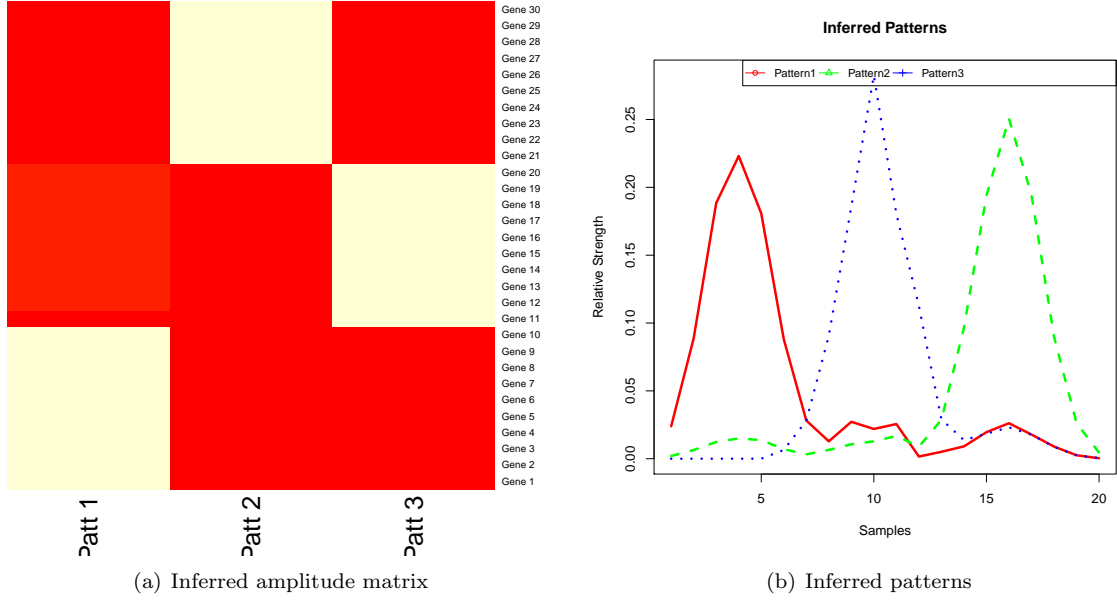 Gene 30
Gene 29
Gene 28
Gene 27
Gene 26
Gene 25
Gene 24
Gene 23
Gene 22
Gene 21
Gene 20
Gene 19
Gene 18
Gene 17
Gene 16
Gene 15
Gene 14
Gene 13
Gene 12
Gene 11
Gene 10
Gene 9
Gene 8
Gene 7
Gene 6
Gene 5
Gene 4
Gene 3
Gene 2
Gene 1
Patt 1
Patt 2
Patt 3
(a) Inferred amplitude matrix
Inferred Patterns
Pattern1 Pattern2 Pattern3
Relative Strength
0.25
0.20
0.15
0.10
0.05
0.00
5 10 15 20
Samples
(b) Inferred patterns